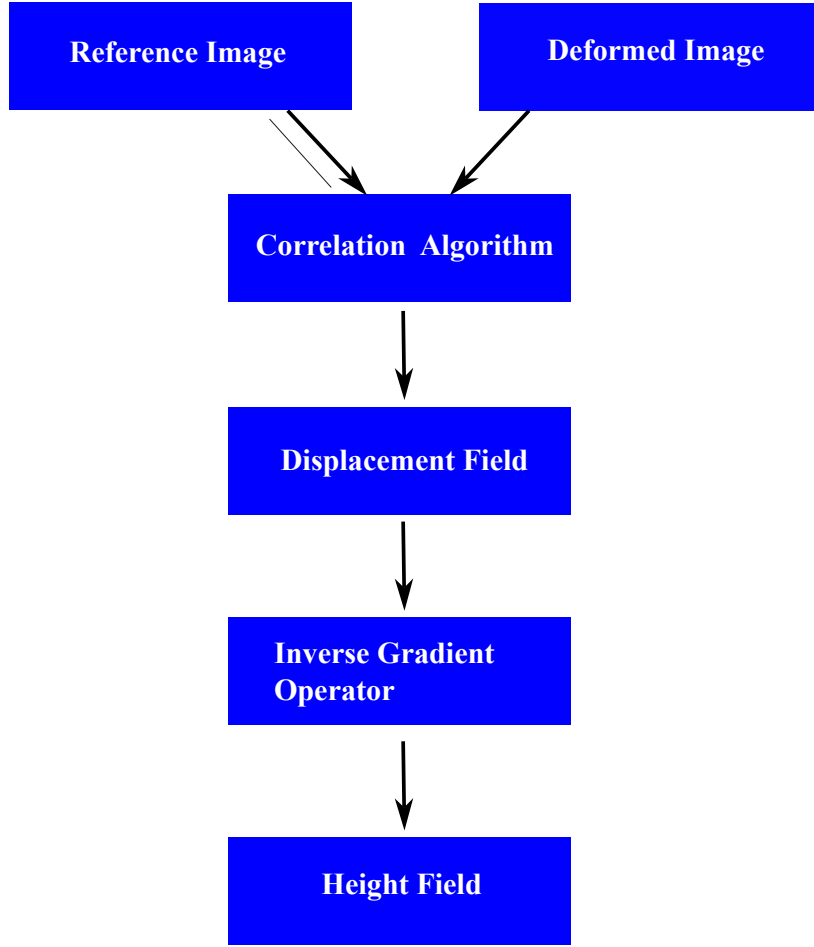 Reference Image
Deformed Image
Correlation Algorithm
Displacement Field
Inverse Gradient
Operator
Height Field